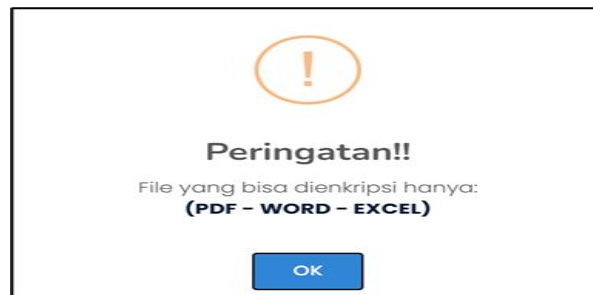 !
Peringatan!!
File yang bisa dienkripsi hanya:
(PDF - WORD - EXCEL)
OK